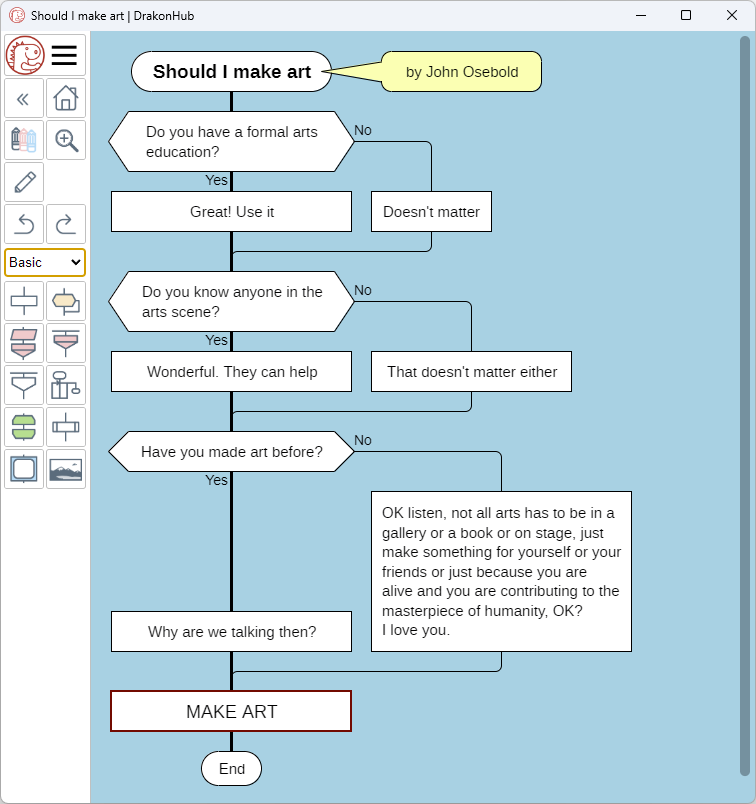 Should I make art | DrakonHub
Should I make art
by John Osebold
Do you have a formal arts
education?
No
Yes
Great! Use it
Doesn't matter
Basic
Do you know anyone in the
arts scene?
No
Yes
Wonderful. They can help
That doesn't matter either
Have you made art before?
No
Yes
OK listen, not all arts has to be in a
gallery or a book or on stage, just
make something for yourself or your
friends or just because you are
alive and you are contributing to the
masterpiece of humanity, OK?
I love you.
Why are we talking then?
MAKE ART
End